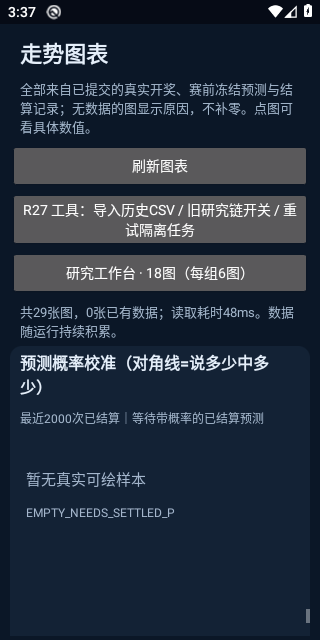 3:37
走势图表
全部来自已提交的真实开奖、赛前冻结预测与结
算记录；无数据的图显示原因，不补零。点图可
看具体数值。
刷新图表
R27 工具：导入历史CSV / 旧研究链开关 / 重
试隔离任务
研究工作台 · 18图（每组6图）
共29张图，0张已有数据；读取耗时48ms。数据
随运行持续积累。
预测概率校准（对角线=说多少中多
少）
最近2000次已结算｜等待带概率的已结算预测
暂无真实可绘样本
EMPTY_NEEDS_SETTLED_P